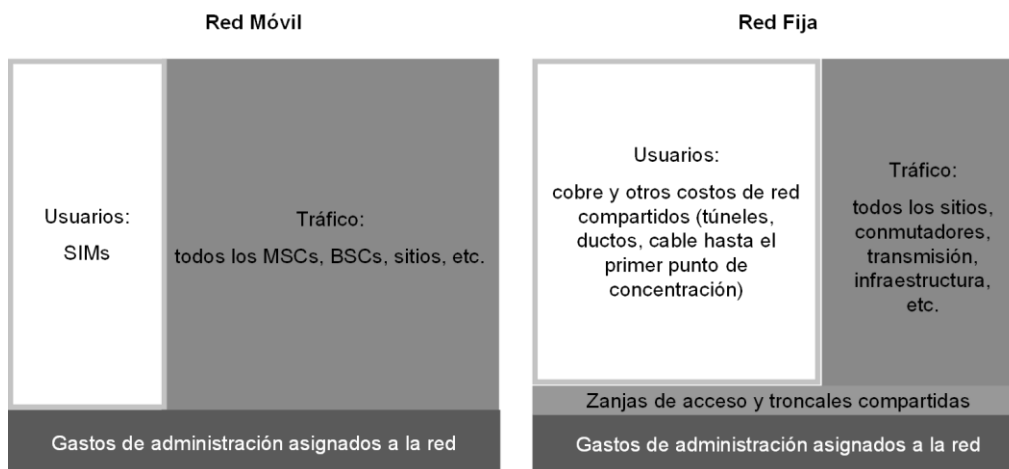 Red Móvil
Usuarios:
SIMs
Tráfico:
todos los MSCs, BSCs, sitios, etc.
Gastos de administración asignados a la red
Red Fija
Usuarios:
cobre y otros costos de red
compartidos (túneles,
ductos, cable hasta el
primer punto de
concentración)
Tráfico:
todos los sitios,
conmutadores,
transmisión,
infraestructura,
etc.
Zanjas de acceso y troncales compartidas
Gastos de administración asignados a la red